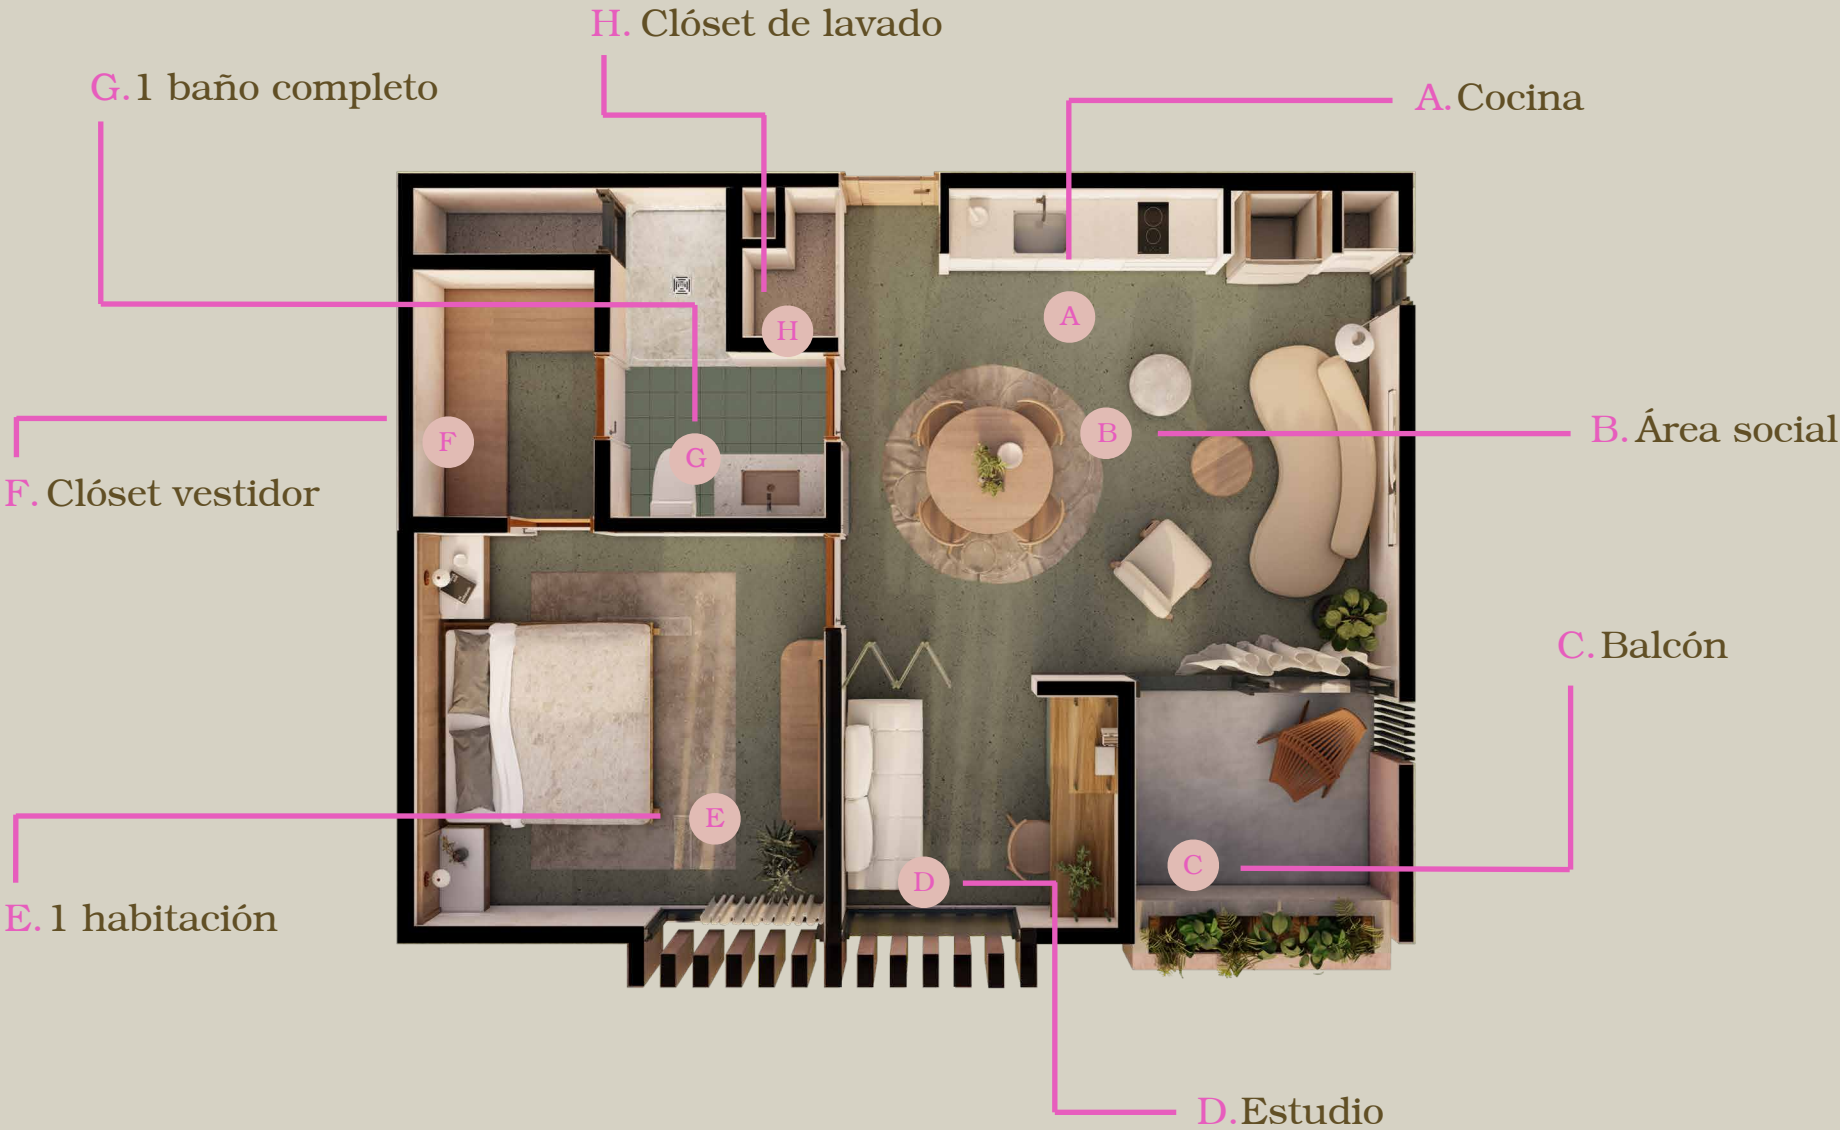 H. Clóset de lavado
G. 1 baño completo
A. Cocina
H
A
F
B
B. Área social
G
F. Clóset vestidor
C. Balcón
E
C
D
E. 1 habitación
D. Estudio